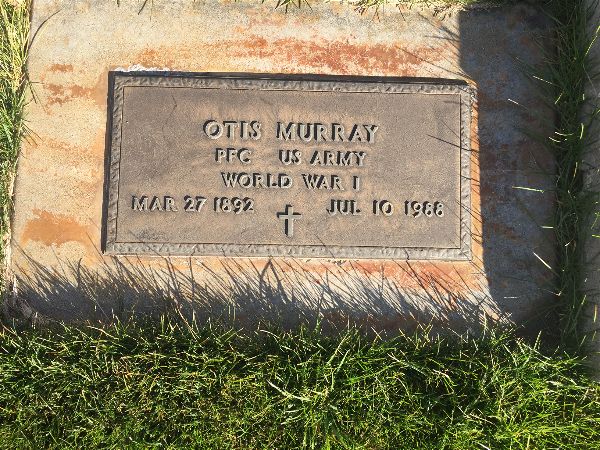 OTIS MURRAY
PFC US ARMY
WORLD WAR I
MAR 27 1892 JUL 10 1988